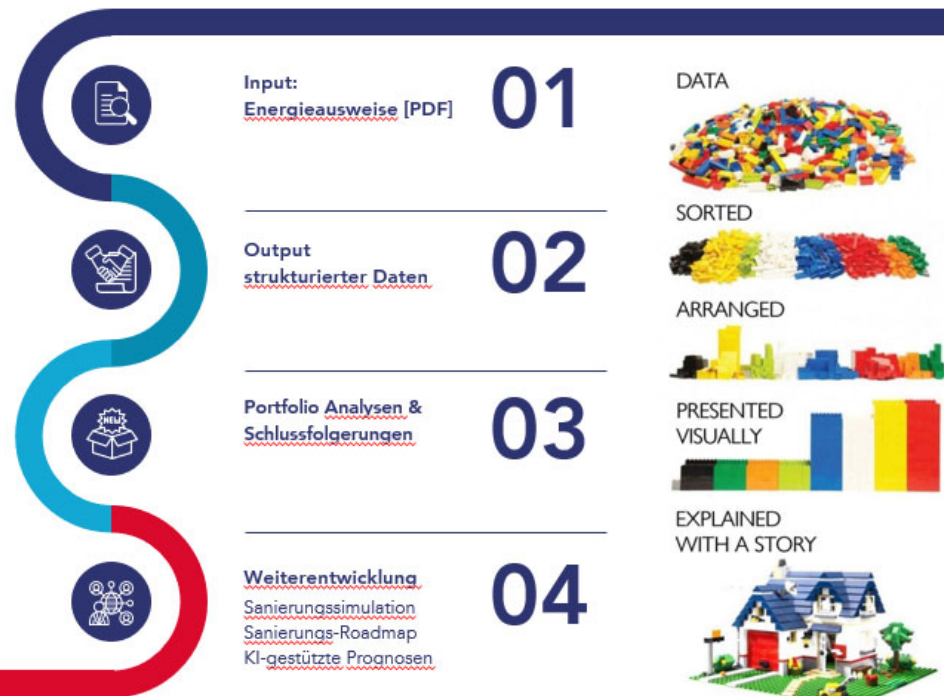 Input:
Energieausweise [PDF]
01
Output
strukturierter Daten
02
Portfolio Analysen &
Schlussfolgerungen
03
Weiterentwicklung
Sanierungssimulation
Sanierungs-Roadmap
KI-gestützte Prognosen
04
DATA
SORTED
ARRANGED
PRESENTED
VISUALLY
EXPLAINED
WITH A STORY
NEW